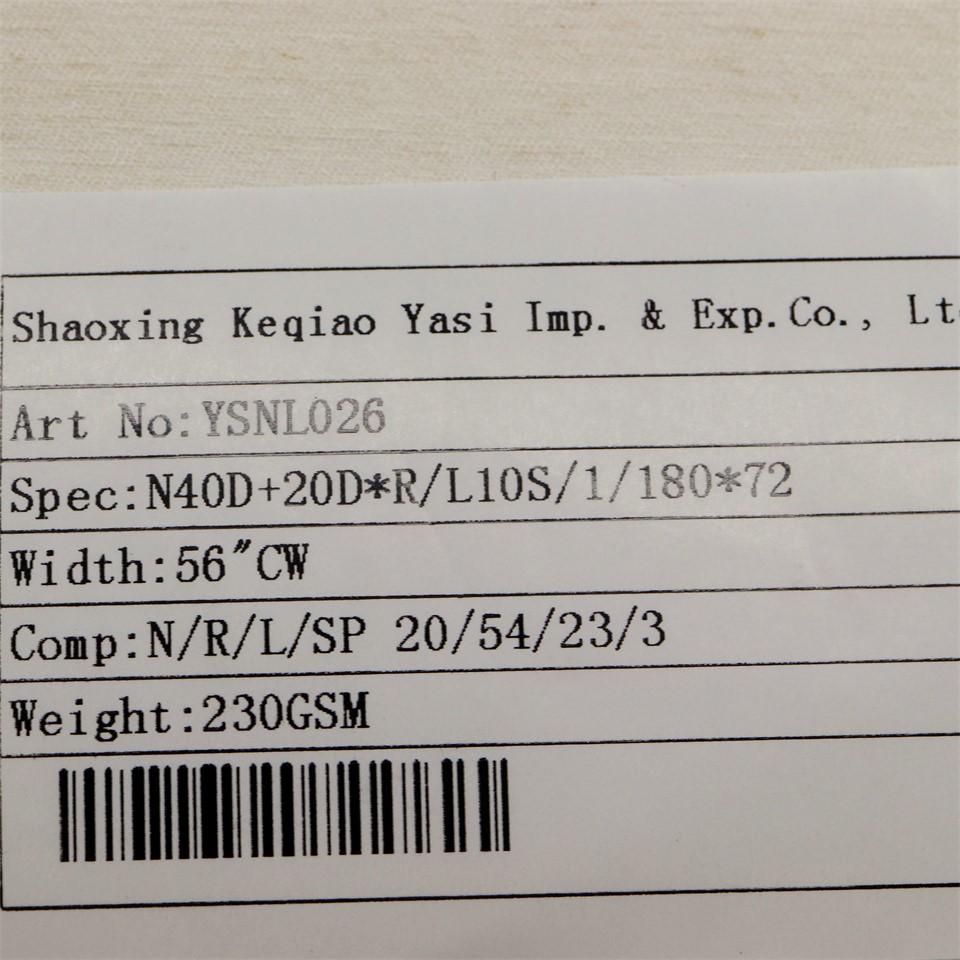 Shaoxing Keqiao Yasi Imp. & Exp.Co., Lt
Art No:YSNL026
Spec:N40D+20D*R/L10S/1/180*72
Width:56"CW
Comp:N/R/L/SP 20/54/23/3
Weight:230GSM